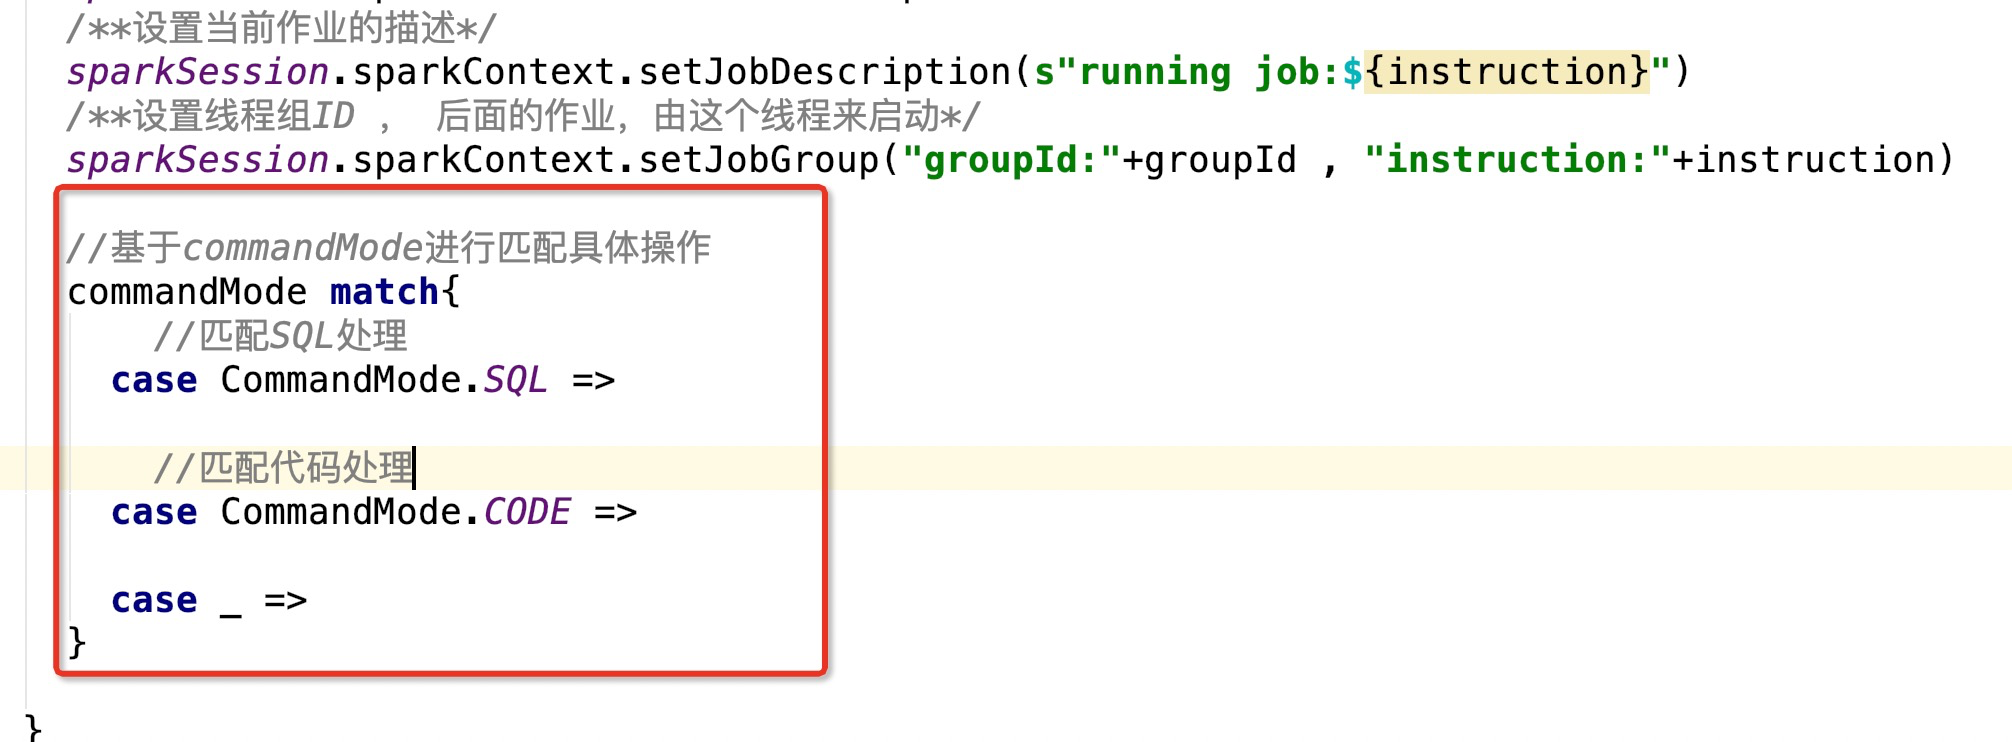 /**设置当前作业的描述*/
sparkSession.sparkContext.setJobDescription(s"running job:${instruction}")
/**设置线程组ID ， 后面的作业，由这个线程来启动*/
sparkSession.sparkContext.setJobGroup("groupId:"+groupId , "instruction:"+instruction)
//基于commandMode进行匹配具体操作
commandMode match{
//匹配SQL处理
case CommandMode.SQL =>
//匹配代码处理
case CommandMode.CODE =>
case _ =>
}
}